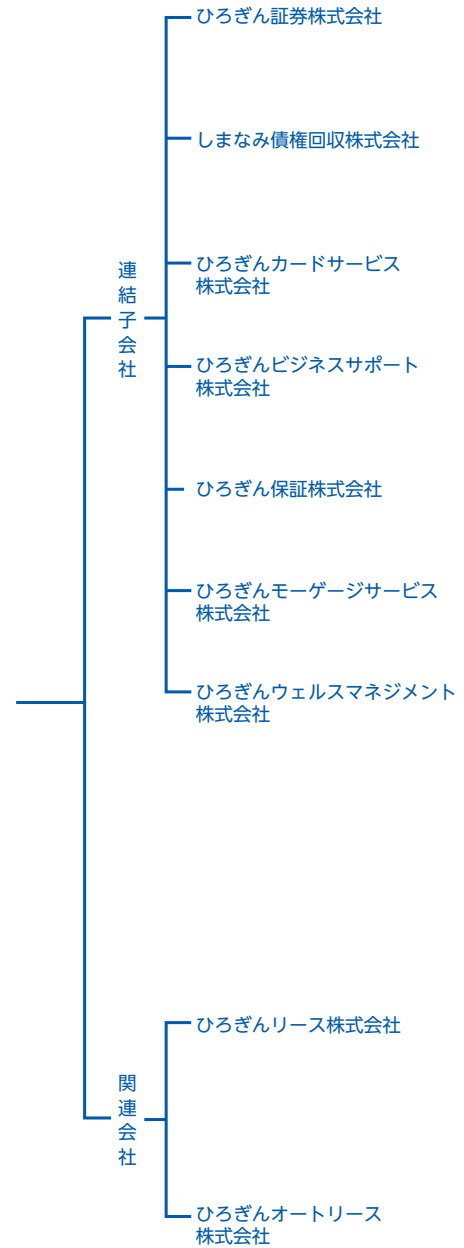 連結子会社
ひろぎん証券株式会社
しまなみ債権回収株式会社
ひろぎんカードサービス
株式会社
ひろぎんビジネスサポート
株式会社
ひろぎん保証株式会社
ひろぎんモーゲージサービス
株式会社
ひろぎんウェルスマネジメント
株式会社
関連会社
ひろぎんリース株式会社
ひろぎんオートリース
株式会社